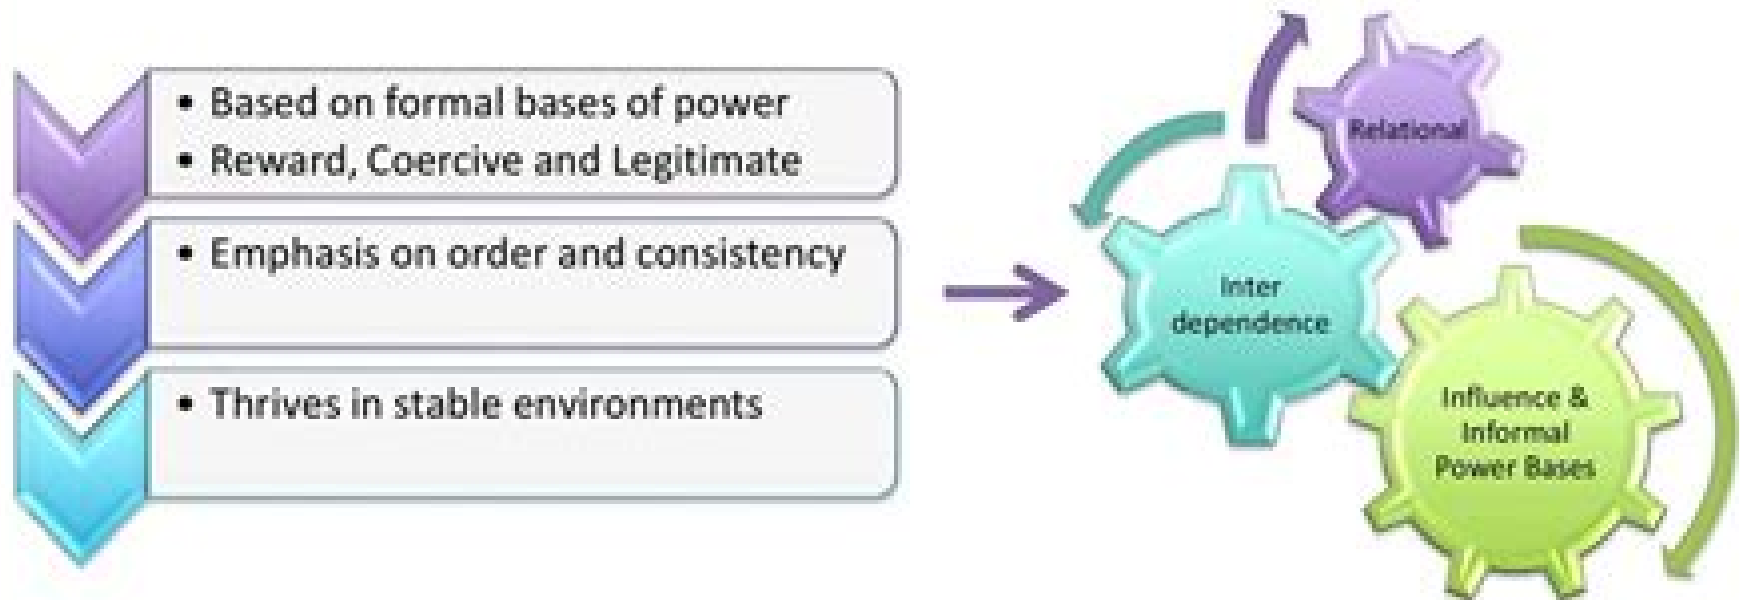 • Based on formal bases of power
• Reward, Coercive and Legitimate
• Emphasis on order and consistency
• Thrives in stable environments
Relational
Inter
dependence
Influence &
Informal
Power Bases